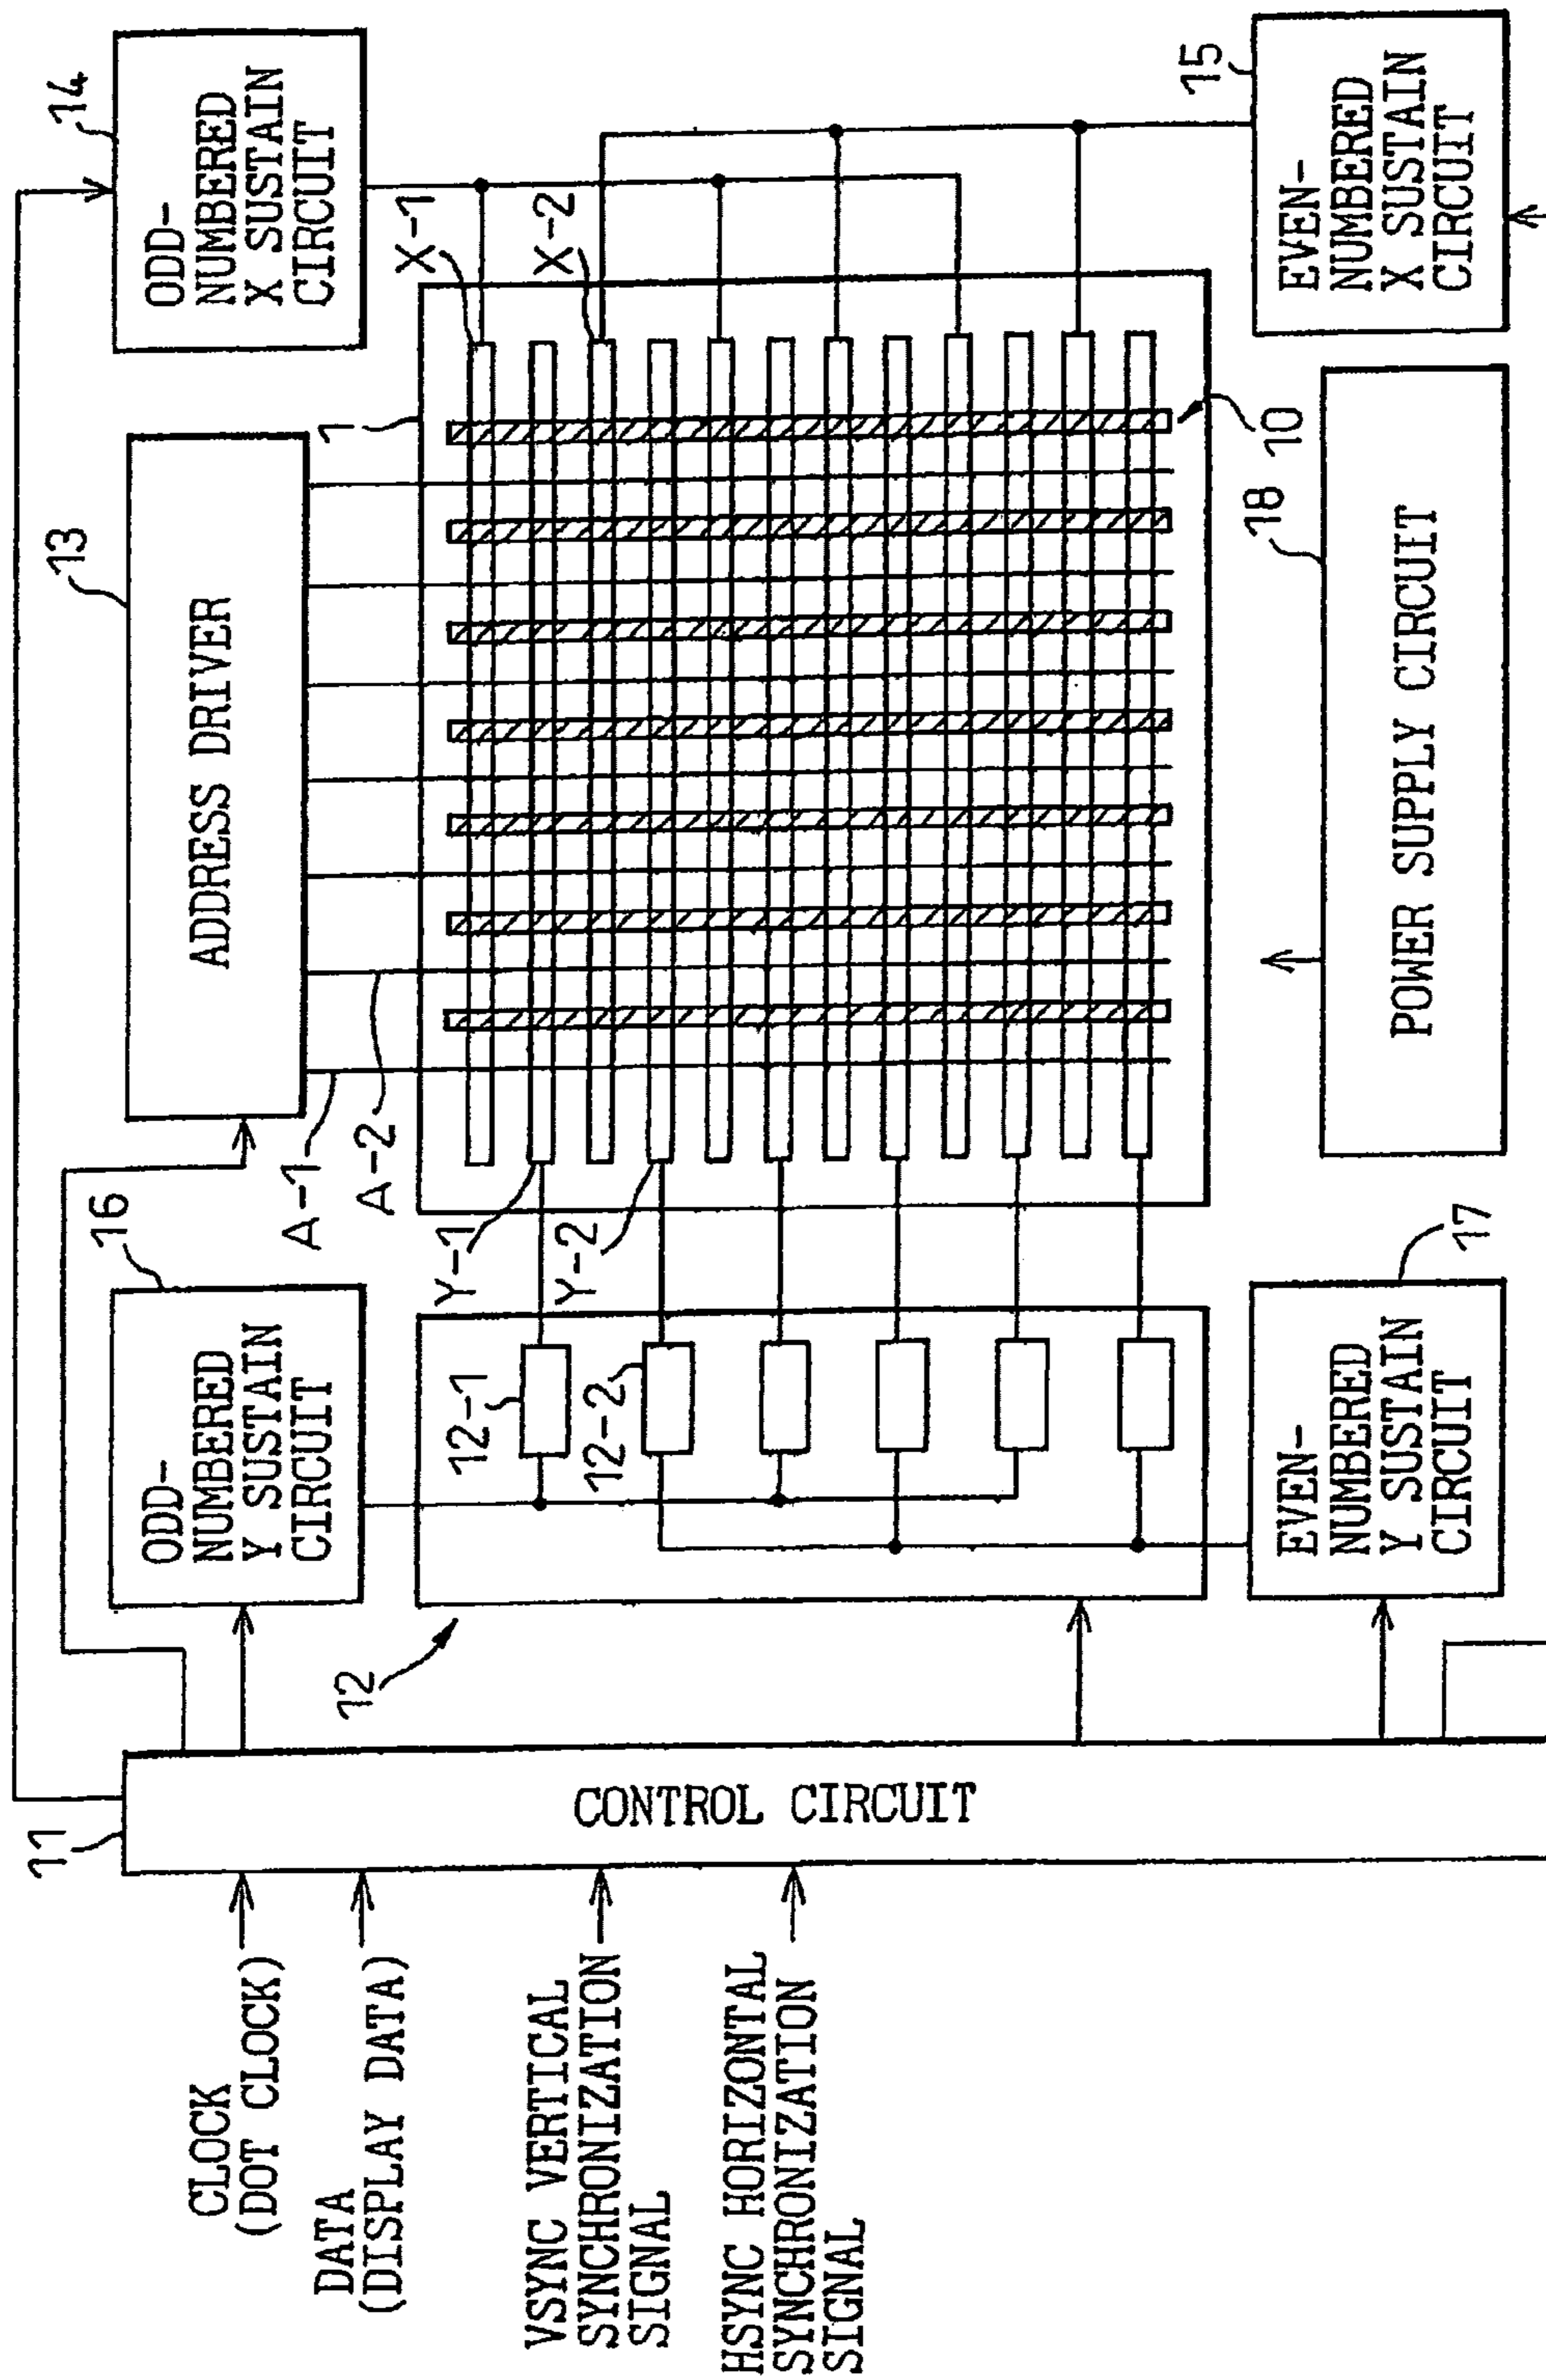 13
ADDRESS DRIVER
14
ODD-
NUMBERED
X SUSTAIN
CIRCUIT
16
ODD-
NUMBERED
Y SUSTAIN
CIRCUIT
11
CONTROL CIRCUIT
CLOCK
(DOT CLOCK)
DATA
(DISPLAY DATA)
VSYNC VERTICAL
SYNCHRONIZATION
SIGNAL
HSYNC HORIZONTAL
SYNCHRONIZATION
SIGNAL
12
12-1
12-2
A-1
A-2
Y-1
Y-2
1
X-1
X-2
10
17
EVEN-
NUMBERED
Y SUSTAIN
CIRCUIT
18
POWER SUPPLY CIRCUIT
15
EVEN-
NUMBERED
X SUSTAIN
CIRCUIT